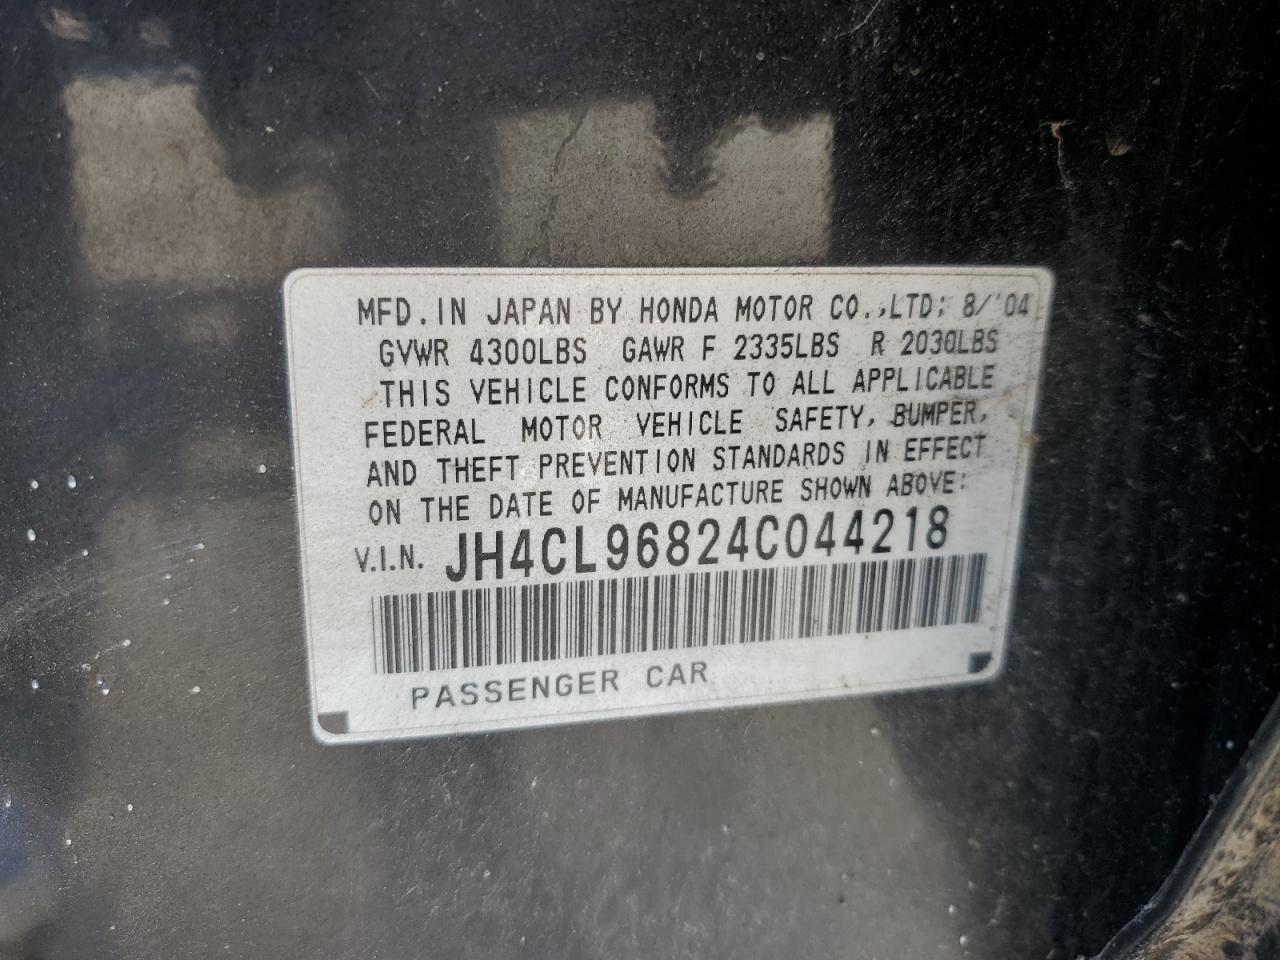 MFD. IN JAPAN BY HONDA MOTOR CO.,LTD; 8/'04
GVWR 4300LBS GAWR F 2335LBS R 2030LBS
THIS VEHICLE CONFORMS TO ALL APPLICABLE
FEDERAL MOTOR VEHICLE SAFETY, BUMPER,
AND THEFT PREVENTION STANDARDS IN EFFECT
ON THE DATE OF MANUFACTURE SHOWN ABOVE:
V.I.N. JH4CL96824C044218
PASSENGER CAR